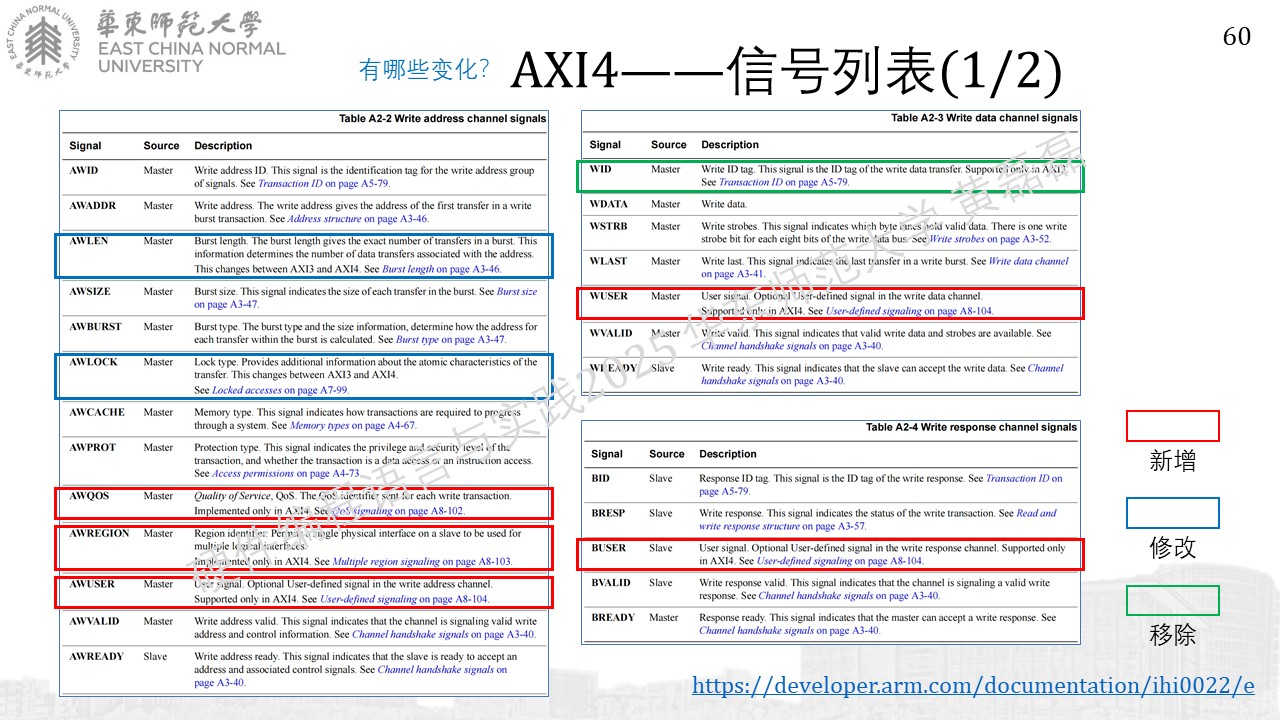 EAST CHINA NORMAL UNIVERSITY
華東師範大學
華東師範大學
EAST CHINA NORMAL
UNIVERSITY
60
有哪些变化?
AXI4——信号列表(1/2)
Table A2-2 Write address channel signals
Signal Source Description
AWID Master Write address ID. This signal is the identification tag for the write address group
of signals. See Transaction ID on page A5-79.
AWADDR Master Write address. The write address gives the address of the first transfer in a write
burst transaction. See Address structure on page A3-46.
AWLEN Master Burst length. The burst length gives the exact number of transfers in a burst. This
information determines the number of data transfers associated with the address.
This changes between AXI3 and AXI4. See Burst length on page A3-46.
AWSIZE Master Burst size. This signal indicates the size of each transfer in the burst. See Burst size
on page A3-47.
AWBURST Master Burst type. The burst type and the size information, determine how the address for
each transfer within the burst is calculated. See Burst type on page A3-47.
AWLOCK Master Lock type. Provides additional information about the atomic characteristics of the
transfer. This changes between AXI3 and AXI4.
See Locked accesses on page A7-99.
AWCACHE Master Memory type. This signal indicates how transactions are required to progress
through a system. See Memory types on page A4-67.
AWPROT Master Protection type. This signal indicates the privilege and security level of the
transaction, and whether the transaction is a data access or an instruction access.
See Access permissions on page A4-73.
AWQOS Master Quality of Service, QoS. The QoS identifier sent for each write transaction.
Implemented only in AXI4. See QoS signaling on page A8-102.
AWREGION Master Region identifier. Permits a single physical interface on a slave to be used for
multiple logical interfaces.
Implemented only in AXI4. See Multiple region signaling on page A8-103.
AWUSER Master User signal. Optional User-defined signal in the write address channel.
Supported only in AXI4. See User-defined signaling on page A8-104.
AWVALID Master Write address valid. This signal indicates that the channel is signaling valid write
address and control information. See Channel handshake signals on page A3-40.
AWREADY Slave Write address ready. This signal indicates that the slave is ready to accept an
address and associated control signals. See Channel handshake signals on
page A3-40.
Table A2-3 Write data channel signals
Signal Source Description
WID Master Write ID tag. This signal is the ID tag of the write data transfer. Supported only in AXI3.
See Transaction ID on page A5-79.
WDATA Master Write data.
WSTRB Master Write strobes. This signal indicates which byte lanes hold valid data. There is one write
strobe bit for each eight bits of the write data bus. See Write strobes on page A3-52.
WLAST Master Write last. This signal indicates the last transfer in a write burst. See Write data channel
on page A3-41.
WUSER Master User signal. Optional User-defined signal in the write data channel.
Supported only in AXI4. See User-defined signaling on page A8-104.
WVALID Master Write valid. This signal indicates that valid write data and strobes are available. See
Channel handshake signals on page A3-40.
WREADY Slave Write ready. This signal indicates that the slave can accept the write data. See Channel
handshake signals on page A3-40.
Table A2-4 Write response channel signals
Signal Source Description
BID Slave Response ID tag. This signal is the ID tag of the write response. See Transaction ID on
page A5-79.
BRESP Slave Write response. This signal indicates the status of the write transaction. See Read and
write response structure on page A3-57.
BUSER Slave User signal. Optional User-defined signal in the write response channel. Supported only
in AXI4. See User-defined signaling on page A8-104.
BVALID Slave Write response valid. This signal indicates that the channel is signaling a valid write
response. See Channel handshake signals on page A3-40.
BREADY Master Response ready. This signal indicates that the master can accept a write response. See
Channel handshake signals on page A3-40.
新增
修改
移除
硬件编程语言与实践2025 华东师范大学 黄磊磊
https://developer.arm.com/documentation/ihi0022/e